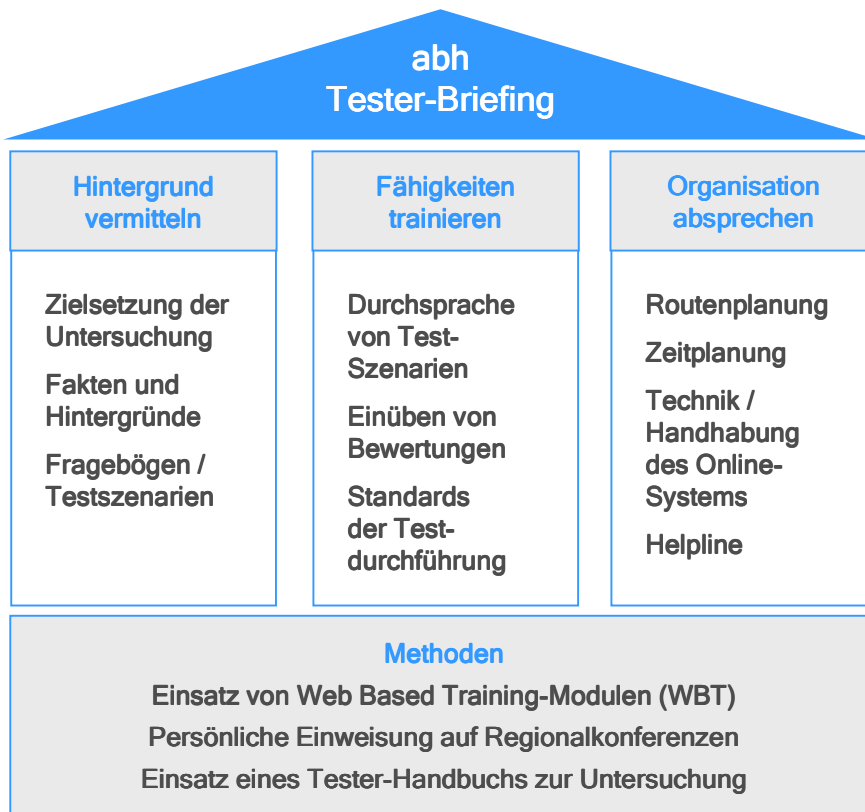 abh
Tester-Briefing
Hintergrund
vermitteln
Zielsetzung der
Untersuchung
Fakten und
Hintergründe
Fragebögen /
Testszenarien
Fähigkeiten
trainieren
Durchsprache
von Test-
Szenarien
Einüben von
Bewertungen
Standards
der Test-
durchführung
Organisation
absprechen
Routenplanung
Zeitplanung
Technik /
Handhabung
des Online-
Systems
Helpline
Methoden
Einsatz von Web Based Training-Modulen (WBT)
Persönliche Einweisung auf Regionalkonferenzen
Einsatz eines Tester-Handbuchs zur Untersuchung